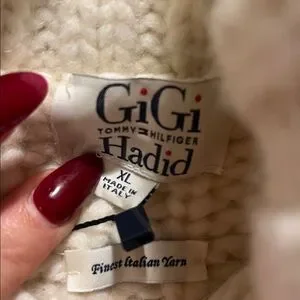 GiGi
TOMMY HILFIGER
Hadid
XL
MADE IN
ITALY
Finest Italian Yarn